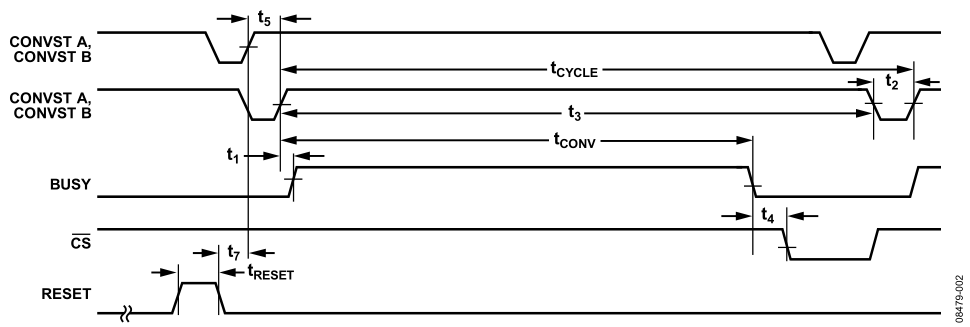 t5
CONVST A,
CONVST B
tCYCLE
t2
CONVST A,
CONVST B
t3
tCONV
t1
BUSY
t4
CS
t7
tRESET
RESET
08479-002